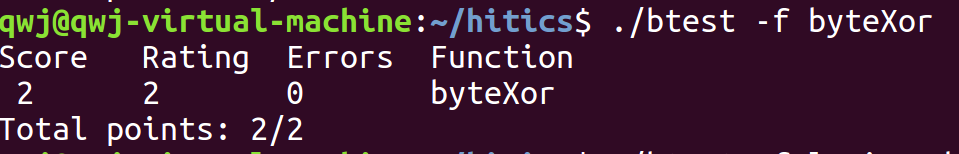 qwj@qwj-virtual-machine:~/hitics$ ./btest -f byteXor
Score Rating Errors Function
2 2 0 byteXor
Total points: 2/2